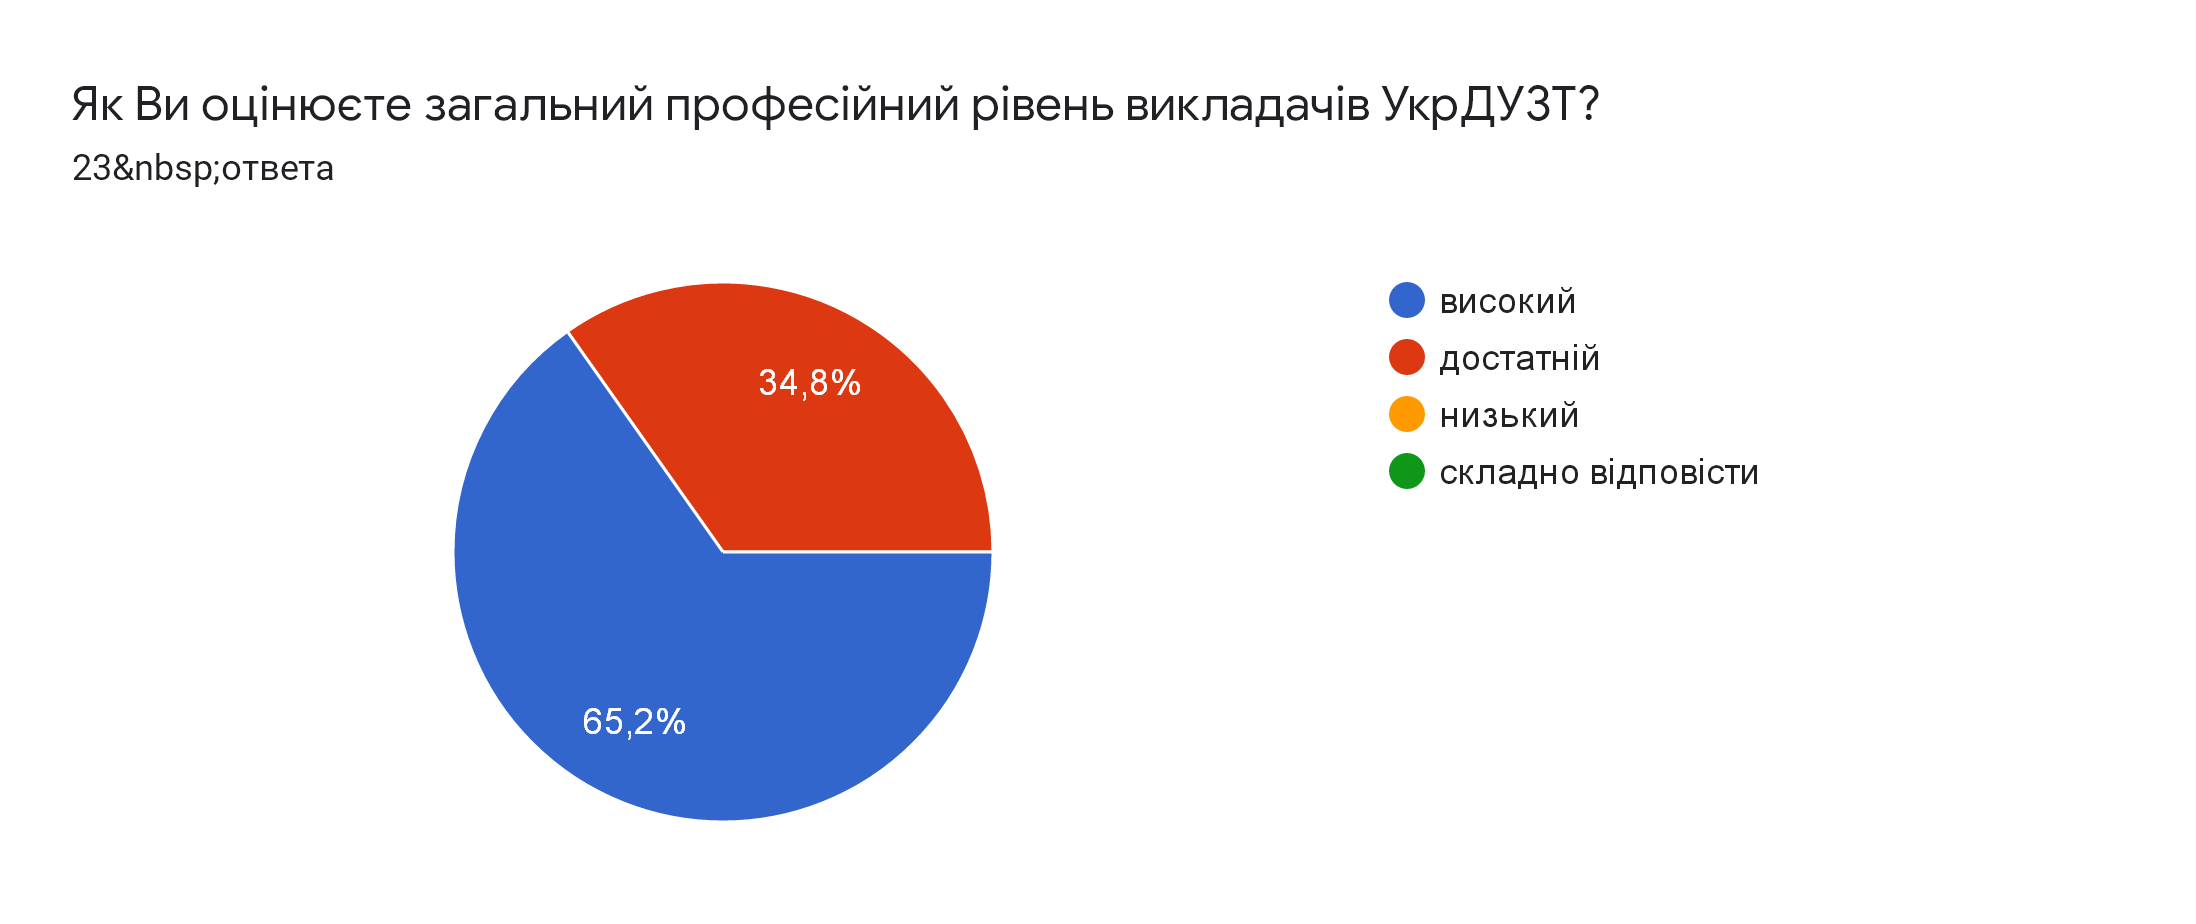 Як Ви оцінюєте загальний професійний рівень викладачів УкрДУЗТ?
23&nbsp;ответа
високий
достатній
низький
складно відповісти
34,8%
65,2%